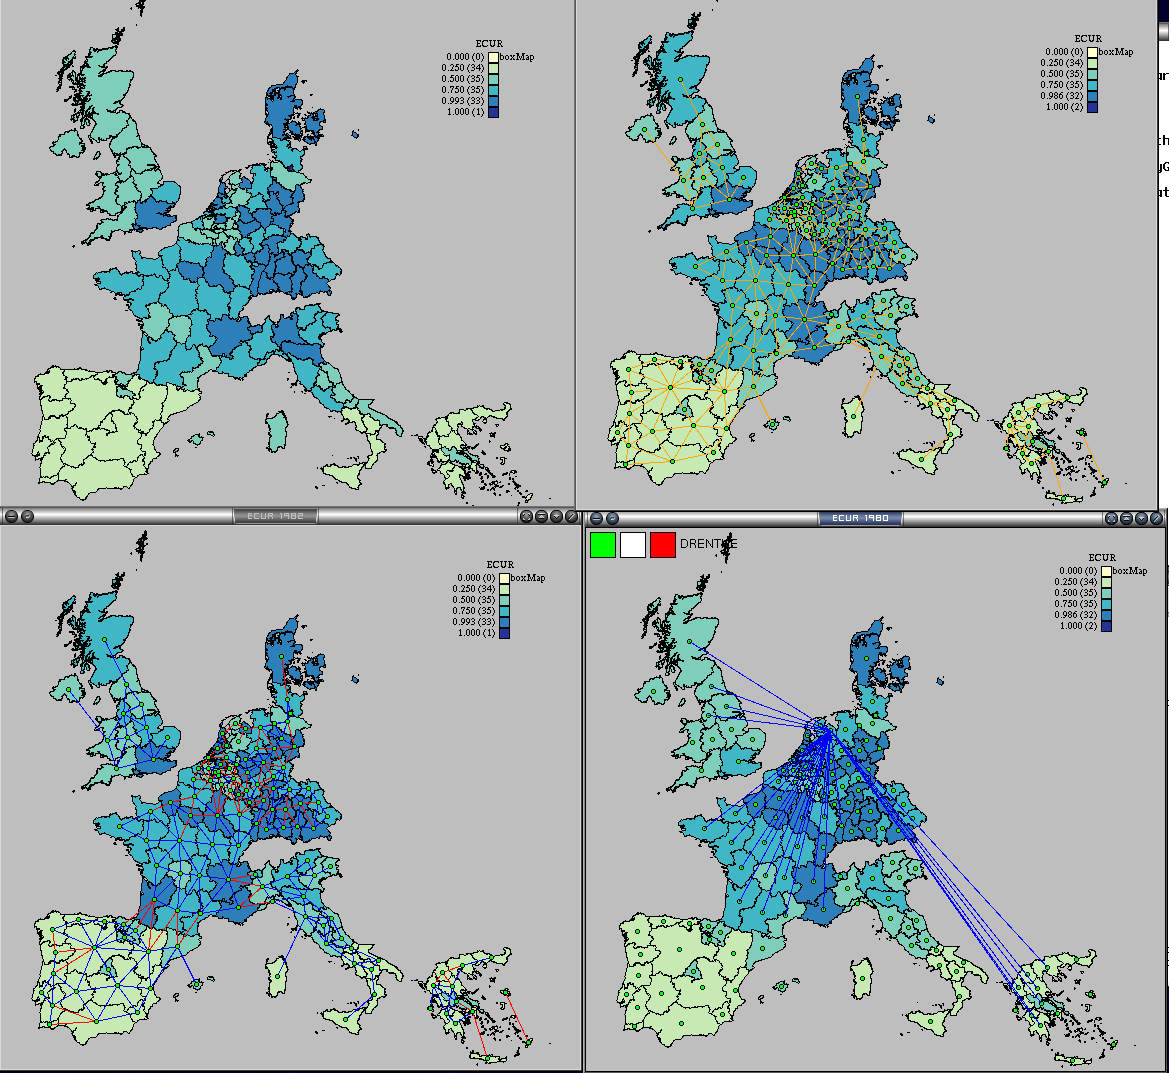 ECUR
0.000 (0) boxMap
0.250 (34)
0.500 (35)
0.750 (35)
0.993 (33)
1.000 (1)
ECUR
0.000 (0) boxMap
0.250 (34)
0.500 (35)
0.750 (35)
0.986 (32)
1.000 (2)
ECUR 1982
ECUR
0.000 (0) boxMap
0.250 (34)
0.500 (35)
0.750 (35)
0.993 (33)
1.000 (1)
ECUR 1980
DRENTHE
ECUR
0.000 (0) boxMap
0.250 (34)
0.500 (35)
0.750 (35)
0.986 (32)
1.000 (2)